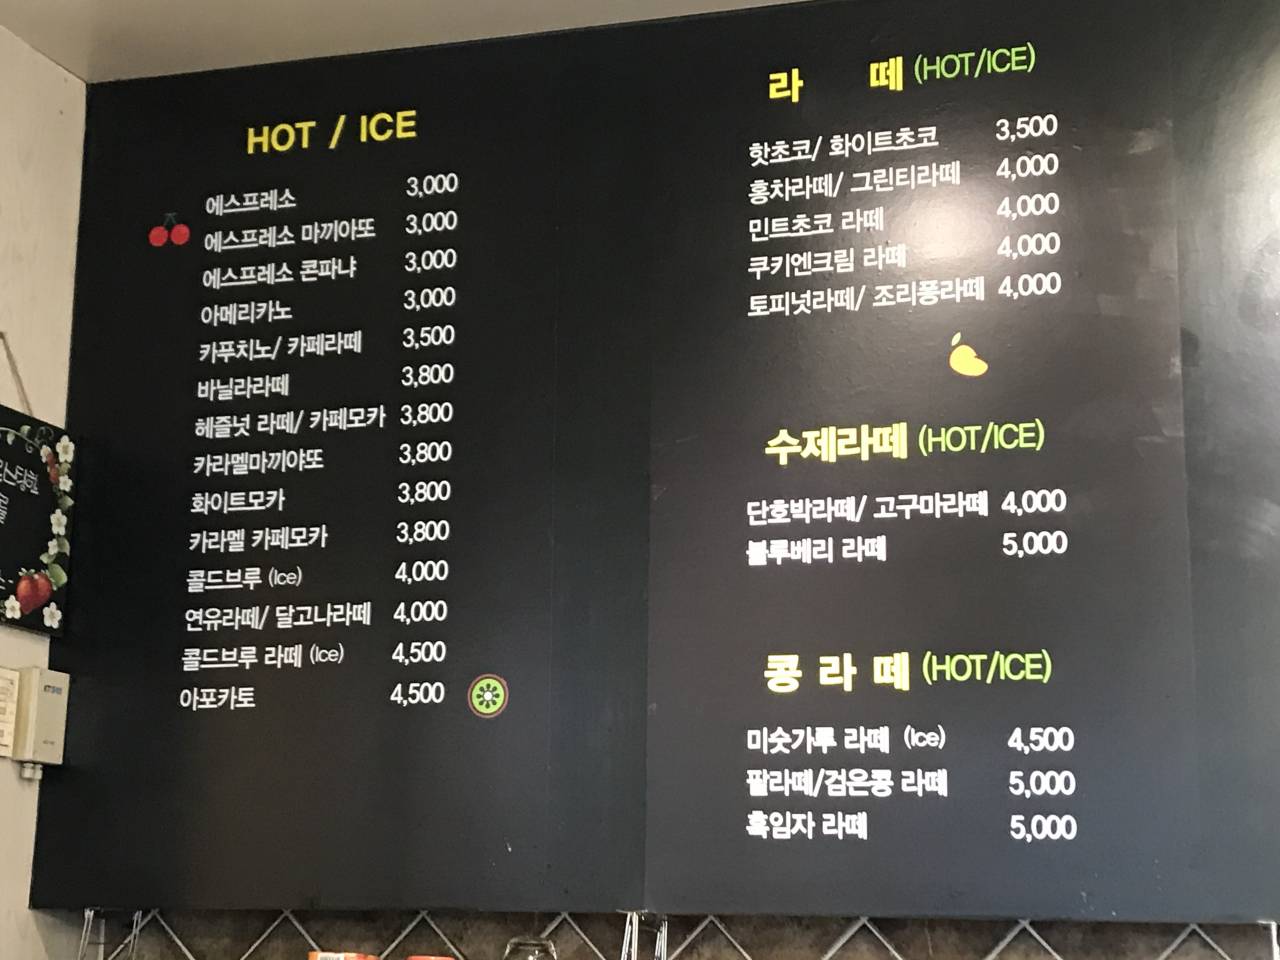 HOT / ICE
에스프레소 3,000
에스프레소 마끼아또 3,000
에스프레소 콘파냐 3,000
아메리카노 3,000
카푸치노/ 카페라떼 3,500
바닐라라떼 3,800
헤즐넛 라떼/ 카페모카 3,800
카라멜마끼야또 3,800
화이트모카 3,800
카라멜 카페모카 3,800
콜드브루 (Ice) 4,000
연유라떼/ 달고나라떼 4,000
콜드브루 라떼 (Ice) 4,500
아포카토 4,500
라 떼 (HOT/ICE)
핫초코/ 화이트초코 3,500
홍차라떼/ 그린티라떼 4,000
민트초코 라떼 4,000
쿠키엔크림 라떼 4,000
토피넛라떼/ 조리퐁라떼 4,000
수제라떼 (HOT/ICE)
단호박라떼/ 고구마라떼 4,000
블루베리 라떼 5,000
콩 라 떼 (HOT/ICE)
미숫가루 라떼 (Ice) 4,500
팥라떼/검은콩 라떼 5,000
흑임자 라떼 5,000